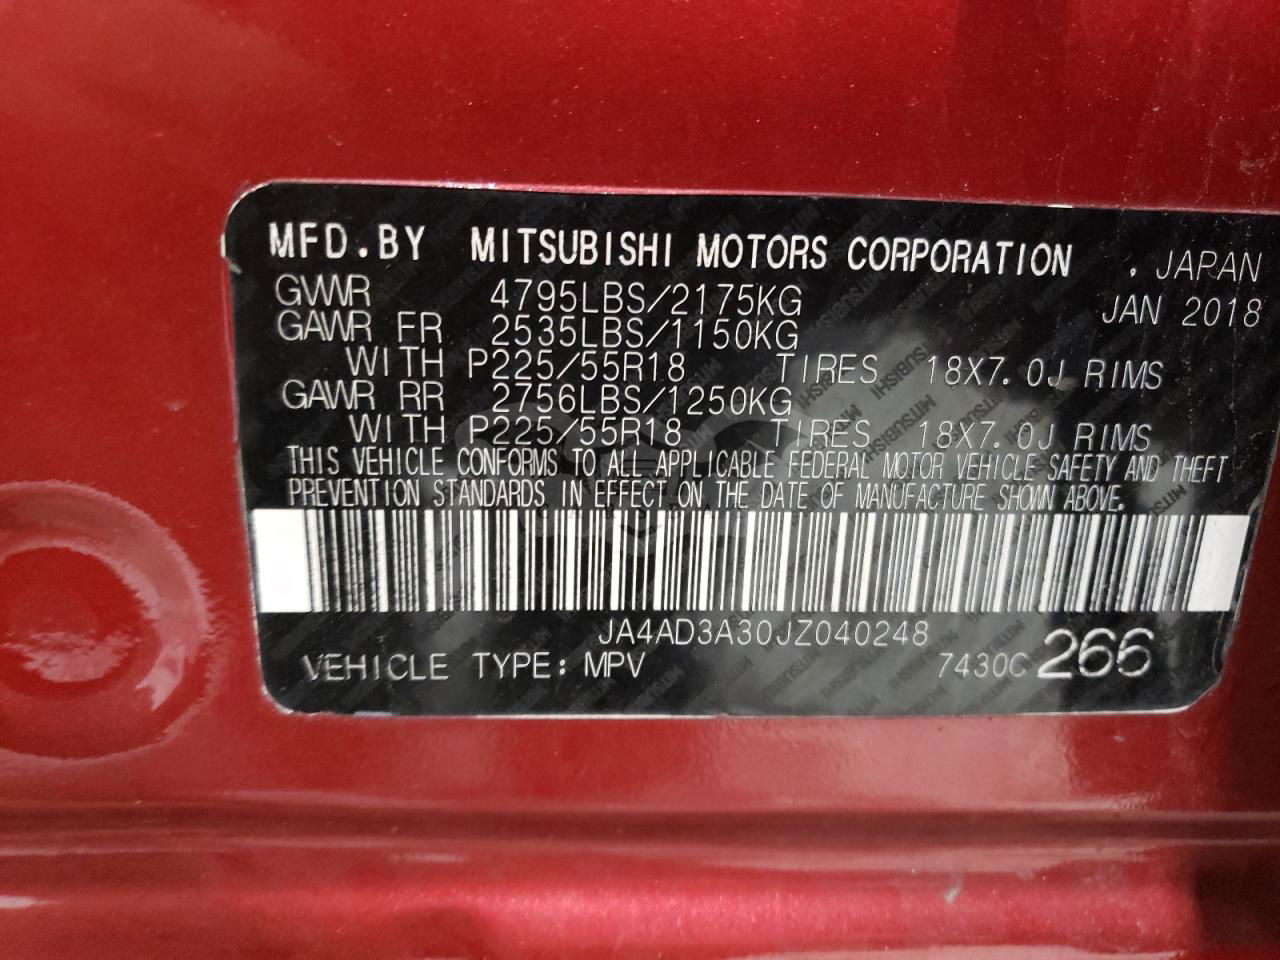 MFD.BY MITSUBISHI MOTORS CORPORATION , JAPAN
GVWR 4795LBS/2175KG JAN 2018
GAWR FR 2535LBS/1150KG
WITH P225/55R18 TIRES 18X7.0J RIMS
GAWR RR 2756LBS/1250KG
WITH P225/55R18 TIRES 18X7.0J RIMS
THIS VEHICLE CONFORMS TO ALL APPLICABLE FEDERAL MOTOR VEHICLE SAFETY AND THEFT
PREVENTION STANDARDS IN EFFECT ON THE DATE OF MANUFACTURE SHOWN ABOVE.
JA4AD3A30JZ040248
VEHICLE TYPE: MPV 7430C 266